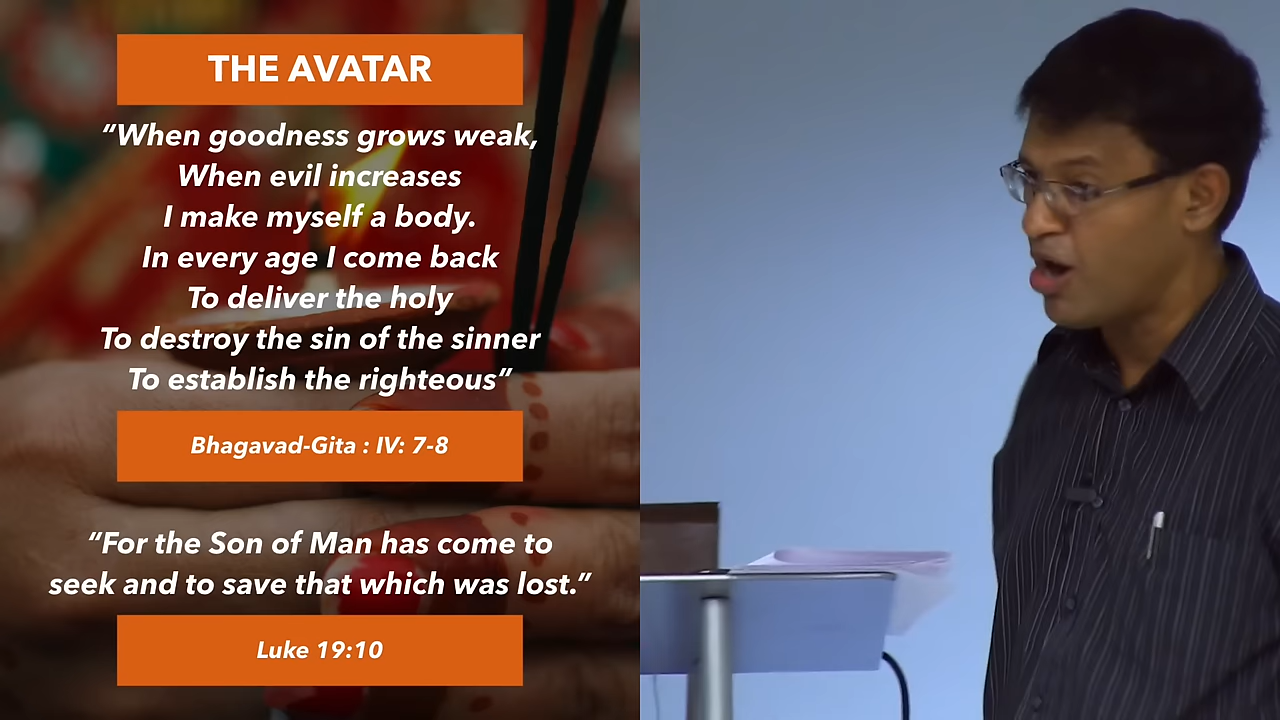 THE AVATAR
“When goodness grows weak,
When evil increases
I make myself a body.
In every age I come back
To deliver the holy
To destroy the sin of the sinner
To establish the righteous”
Bhagavad-Gita : IV: 7-8
“For the Son of Man has come to
seek and to save that which was lost.”
Luke 19:10